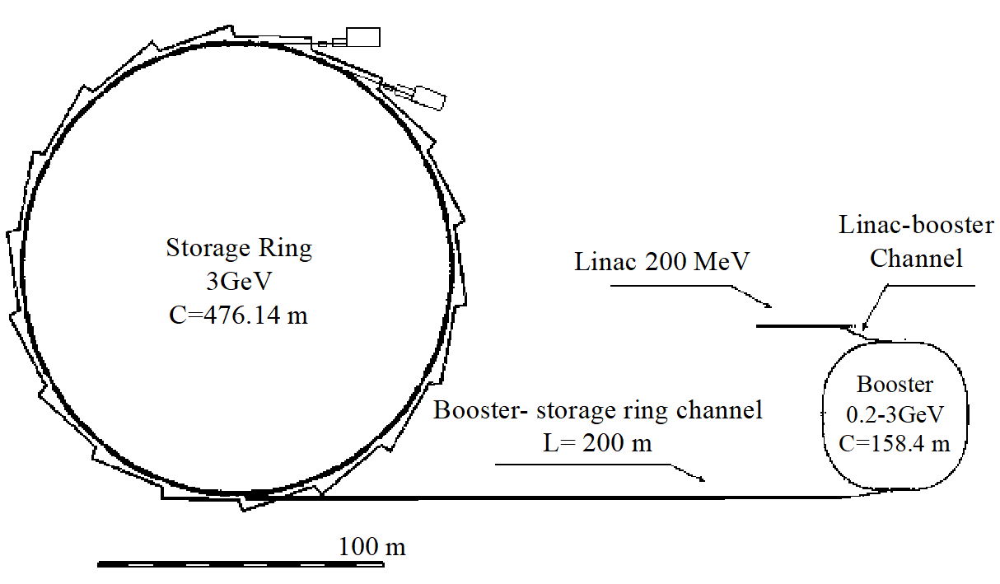 Storage Ring
3GeV
C=476.14 m
Linac 200 MeV
Linac-booster
Channel
Booster
0.2-3GeV
C=158.4 m
Booster- storage ring channel
L= 200 m
100 m